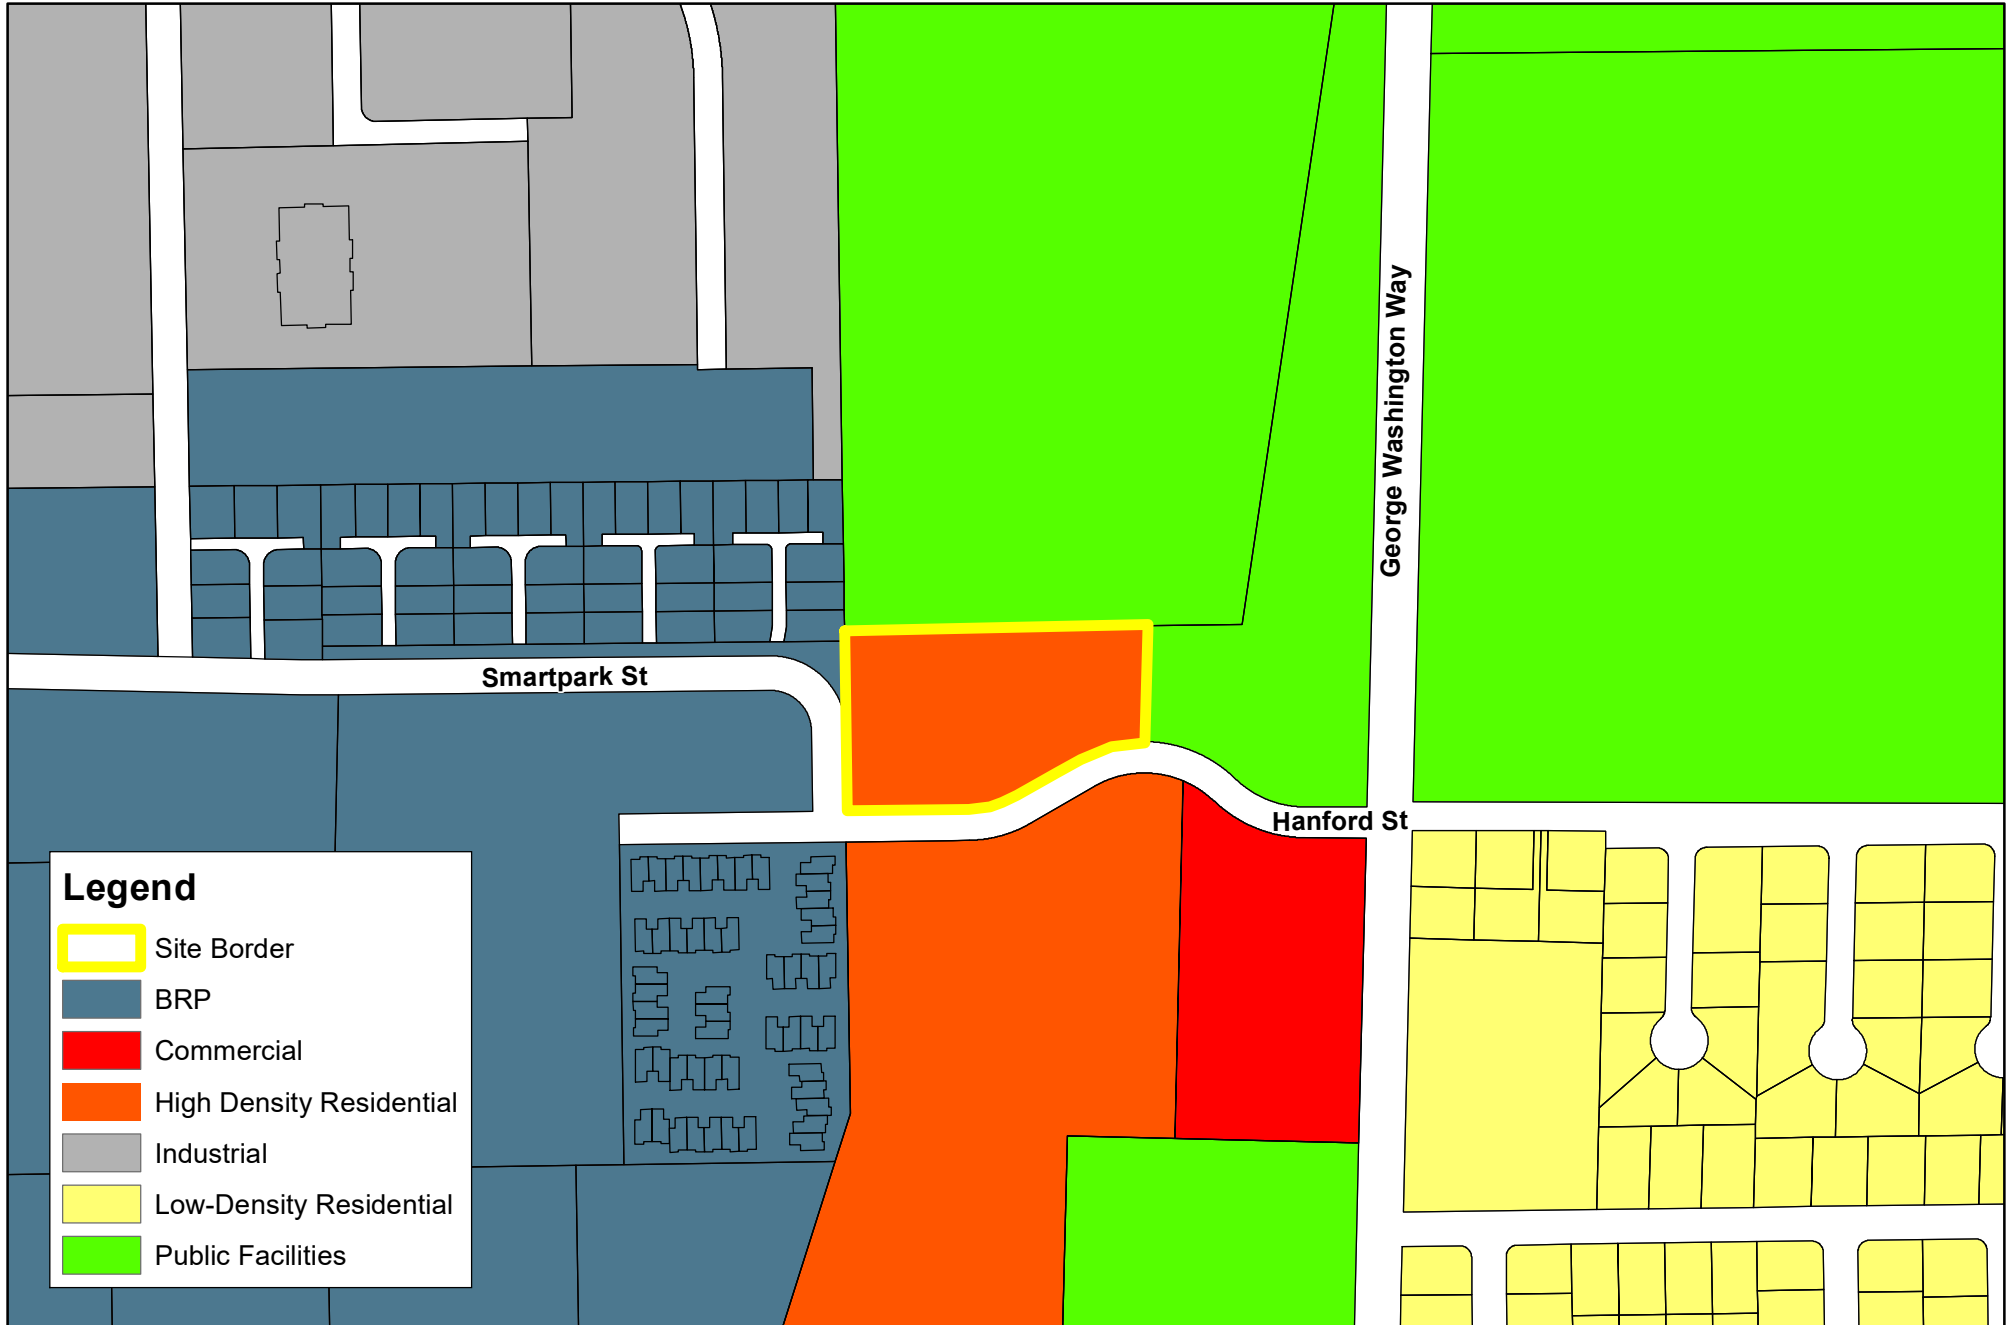 George Washington Way
Smartpark St
Hanford St
Legend
Site Border
BRP
Commercial
High Density Residential
Industrial
Low-Density Residential
Public Facilities